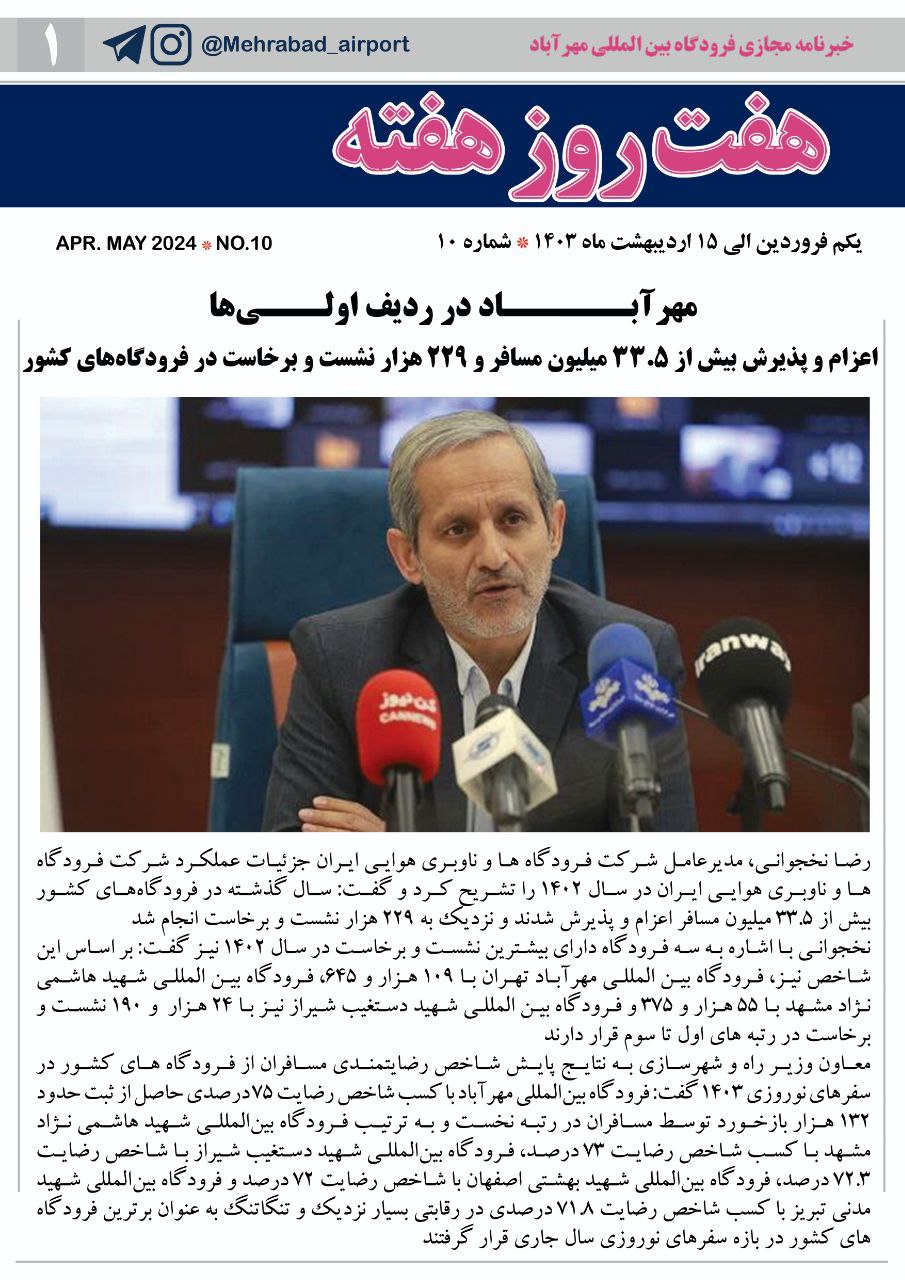 خبرنامه مجازی فرودگاه بین المللی مهرآباد
@Mehrabad_airport
۱
هفت روز هفته
یکم فروردین الی ۱۵ اردیبهشت ماه ۱۴۰۳ * شماره ۱۰
APR. MAY 2024 * NO.10
مهرآبـــــــــاد در ردیف اولـــــی‌ها
اعزام و پذیرش بیش از ۳۳.۵ میلیون مسافر و ۲۲۹ هزار نشست و برخاست در فرودگاه‌های کشور
کن نیوز
CANNEWS
iranway
رضا نخجوانی، مدیرعامل شرکت فرودگاه ها و ناوبری هوایی ایران جزئیات عملکرد شرکت فرودگاه
ها و ناوبری هوایی ایران در سال ۱۴۰۲ را تشریح کرد و گفت: سال گذشته در فرودگاه‌های کشور
بیش از ۳۳.۵ میلیون مسافر اعزام و پذیرش شدند و نزدیک به ۲۲۹ هزار نشست و برخاست انجام شد
نخجوانی با اشاره به سه فرودگاه دارای بیشترین نشست و برخاست در سال ۱۴۰۲ نیز گفت: بر اساس این
شاخص نیز، فرودگاه بین المللی مهرآباد تهران با ۱۰۹ هزار و ۶۴۵، فرودگاه بین المللی شهید هاشمی
نژاد مشهد با ۵۵ هزار و ۳۷۵ و فرودگاه بین المللی شهید دستغیب شیراز نیز با ۲۴ هزار و ۱۹۰ نشست و
برخاست در رتبه های اول تا سوم قرار دارند
معاون وزیر راه و شهرسازی به نتایج پایش شاخص رضایتمندی مسافران از فرودگاه های کشور در
سفرهای نوروزی ۱۴۰۳ گفت: فرودگاه بین‌المللی مهرآباد با کسب شاخص رضایت ۷۵درصدی حاصل از ثبت حدود
۱۳۲ هزار بازخورد توسط مسافران در رتبه نخست و به ترتیب فرودگاه بین‌المللی شهید هاشمی نژاد
مشهد با کسب شاخص رضایت ۷۳ درصد، فرودگاه بین‌المللی شهید دستغیب شیراز با شاخص رضایت
۷۲.۳ درصد، فرودگاه بین‌المللی شهید بهشتی اصفهان با شاخص رضایت ۷۲ درصد و فرودگاه بین‌المللی شهید
مدنی تبریز با کسب شاخص رضایت ۷۱.۸درصدی در رقابتی بسیار نزدیک و تنگاتنگ به عنوان برترین فرودگاه
های کشور در بازه سفرهای نوروزی سال جاری قرار گرفتند